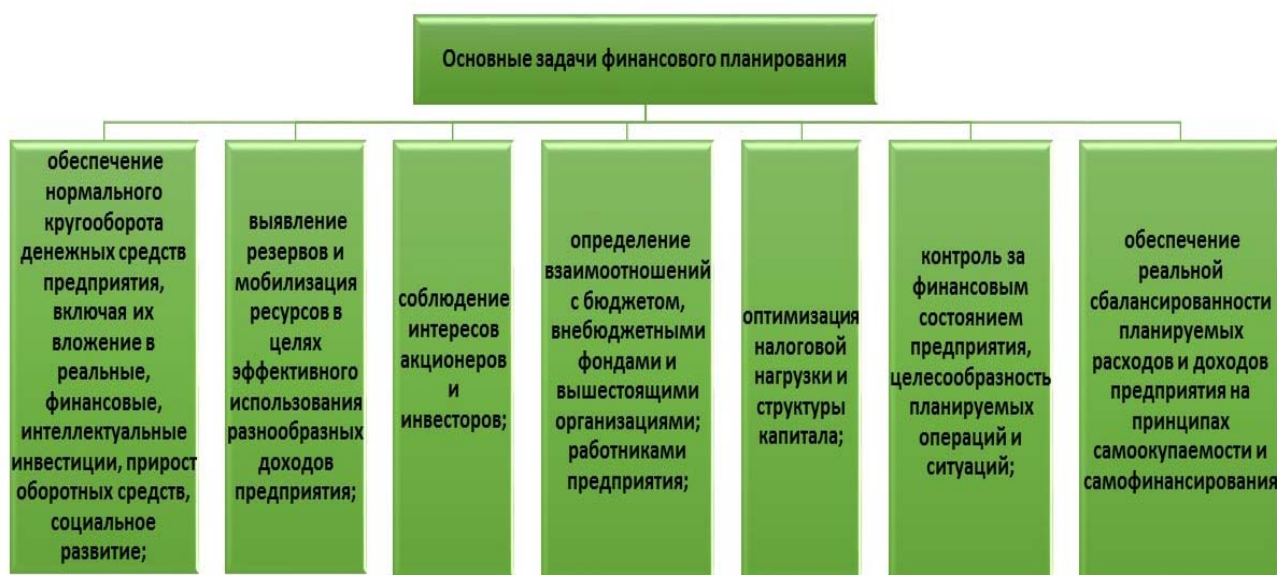 Основные задачи финансового планирования
обеспечение
нормального
кругооборота
денежных средств
предприятия,
включая их
вложение в
реальные,
финансовые,
интеллектуальные
инвестиции, прирост
оборотных средств,
социальное
развитие;
выявление
резервов и
мобилизация
ресурсов в
целях
эффективного
использования
разнообразных
доходов
предприятия;
соблюдение
интересов
акционеров
и
инвесторов;
определение
взаимоотношений
с бюджетом,
внебюджетными
фондами и
вышестоящими
организациями;
работниками
предприятия;
оптимизация
налоговой
нагрузки и
структуры
капитала;
контроль за
финансовым
состоянием
предприятия,
целесообразность
планируемых
операций и
ситуаций;
обеспечение
реальной
сбалансированности
планируемых
расходов и доходов
предприятия на
принципах
самоокупаемости и
самофинансирования